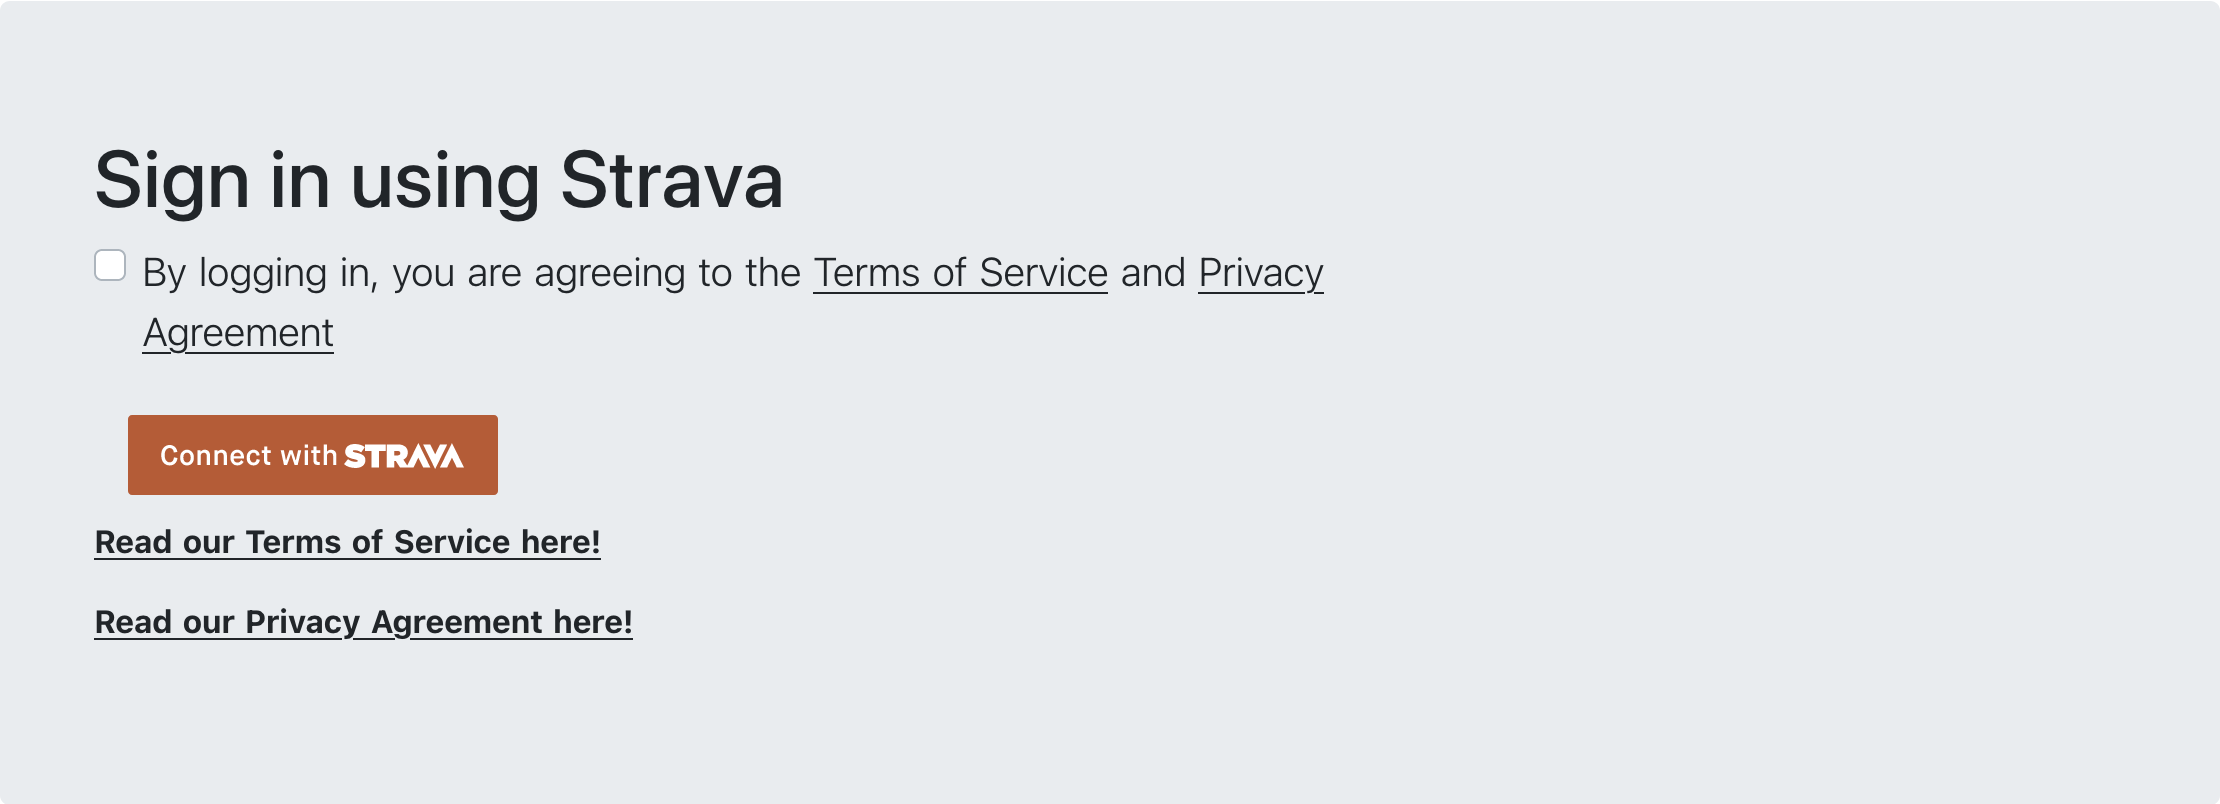 Sign in using Strava
By logging in, you are agreeing to the Terms of Service and Privacy
Agreement
Connect with STRAVA
Read our Terms of Service here!
Read our Privacy Agreement here!